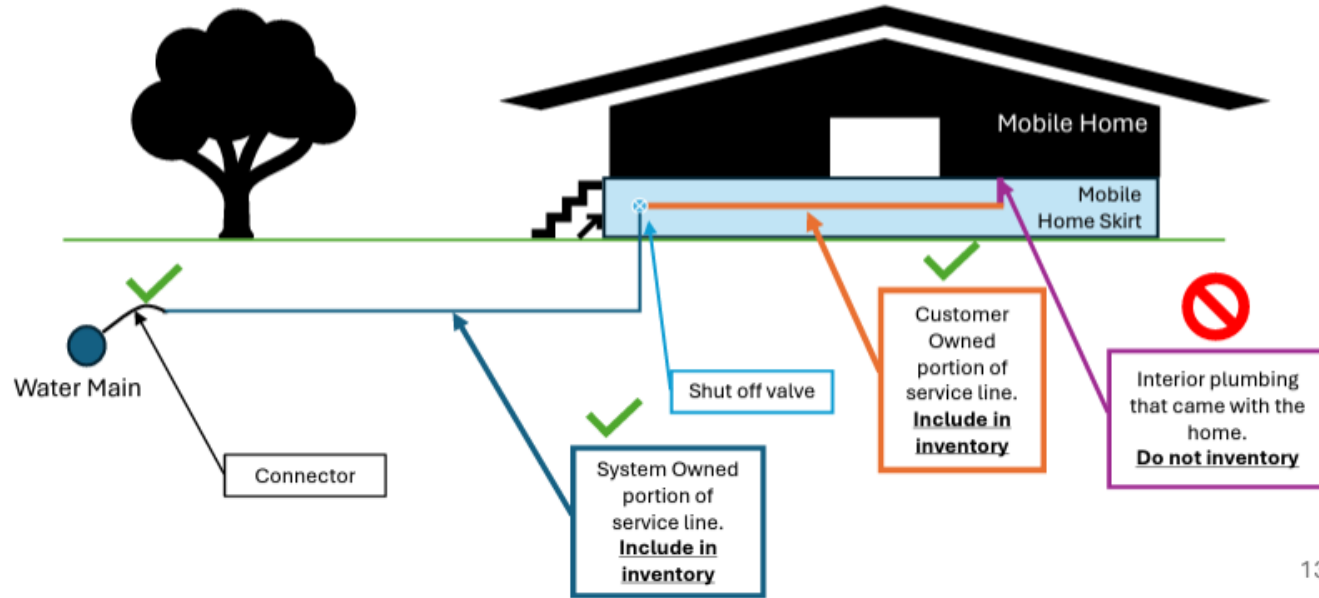 Mobile Home
Mobile
Home Skirt
Water Main
Connector
Shut off valve
System Owned
portion of
service line.
Include in
inventory
Customer
Owned
portion of
service line.
Include in
inventory
Interior plumbing
that came with the
home.
Do not inventory
13